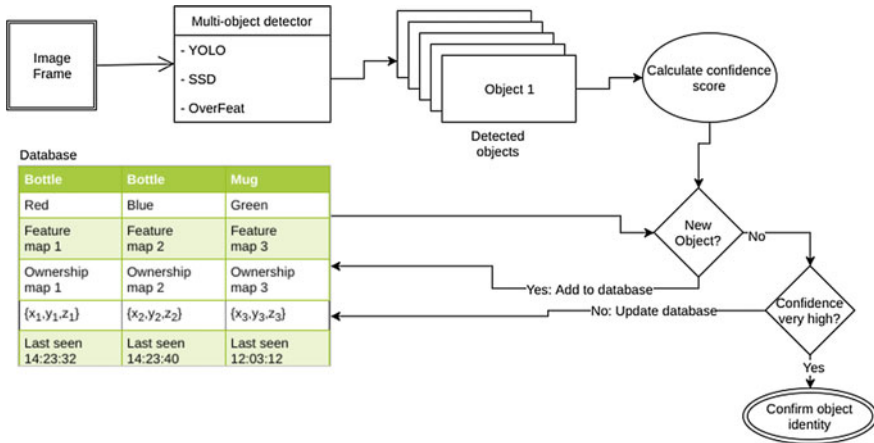 Image
Frame
Multi-object detector
- YOLO
- SSD
- OverFeat
Object 1
Detected
objects
Calculate confidence
score
Database
Bottle Bottle Mug
Red Blue Green
Feature Feature Feature
map 1 map 2 map 3
Ownership Ownership Ownership
map 1 map 2 map 3
{x₁,y₁,z₁} {x₂,y₂,z₂} {x₃,y₃,z₃}
Last seen Last seen Last seen
14:23:32 14:23:40 12:03:12
New
Object?
No
Yes: Add to database
Confidence
very high?
No: Update database
Yes
Confirm object
identity